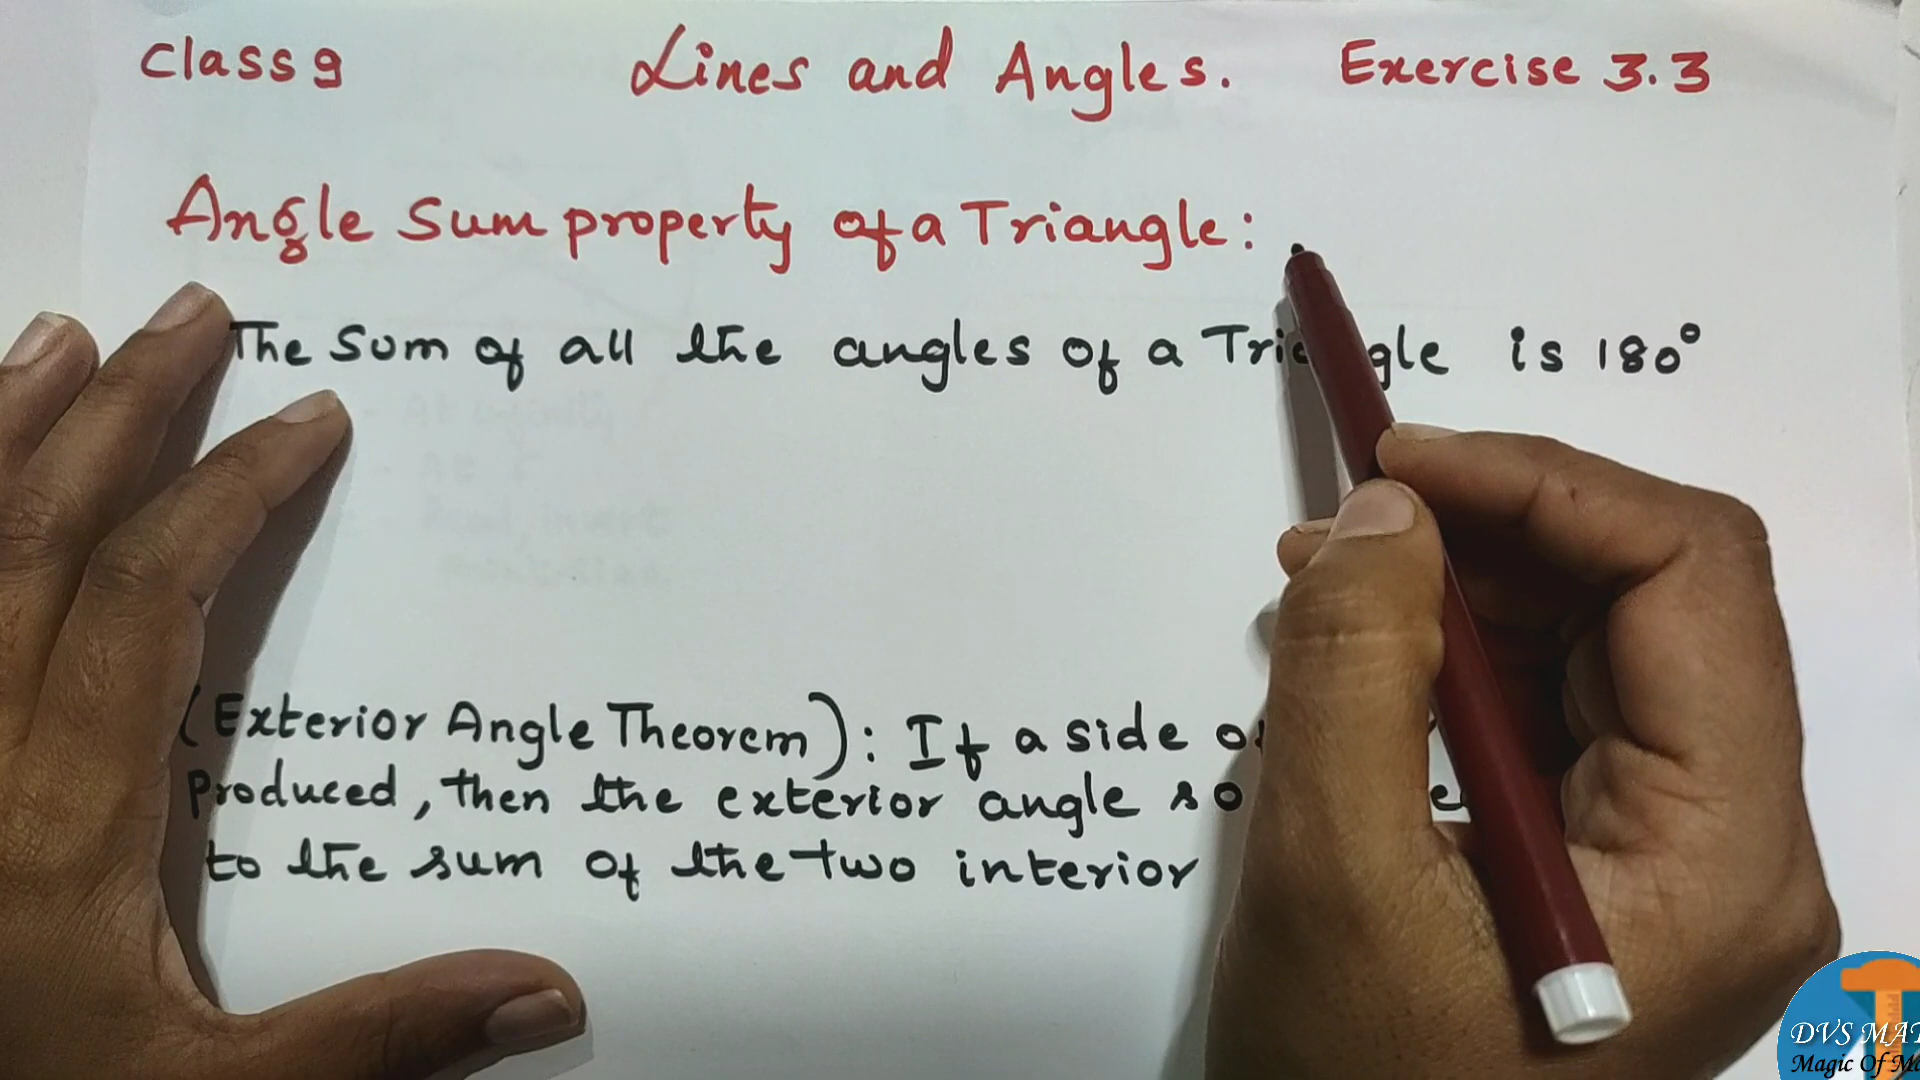 Class 9 Lines and Angles. Exercise 3.3
Angle Sum property of a Triangle:
The Sum of all the angles of a Triangle is 180°
(Exterior Angle Theorem): If a side
produced, then the exterior angle so
to the sum of the two interior
DVS
Magic Of